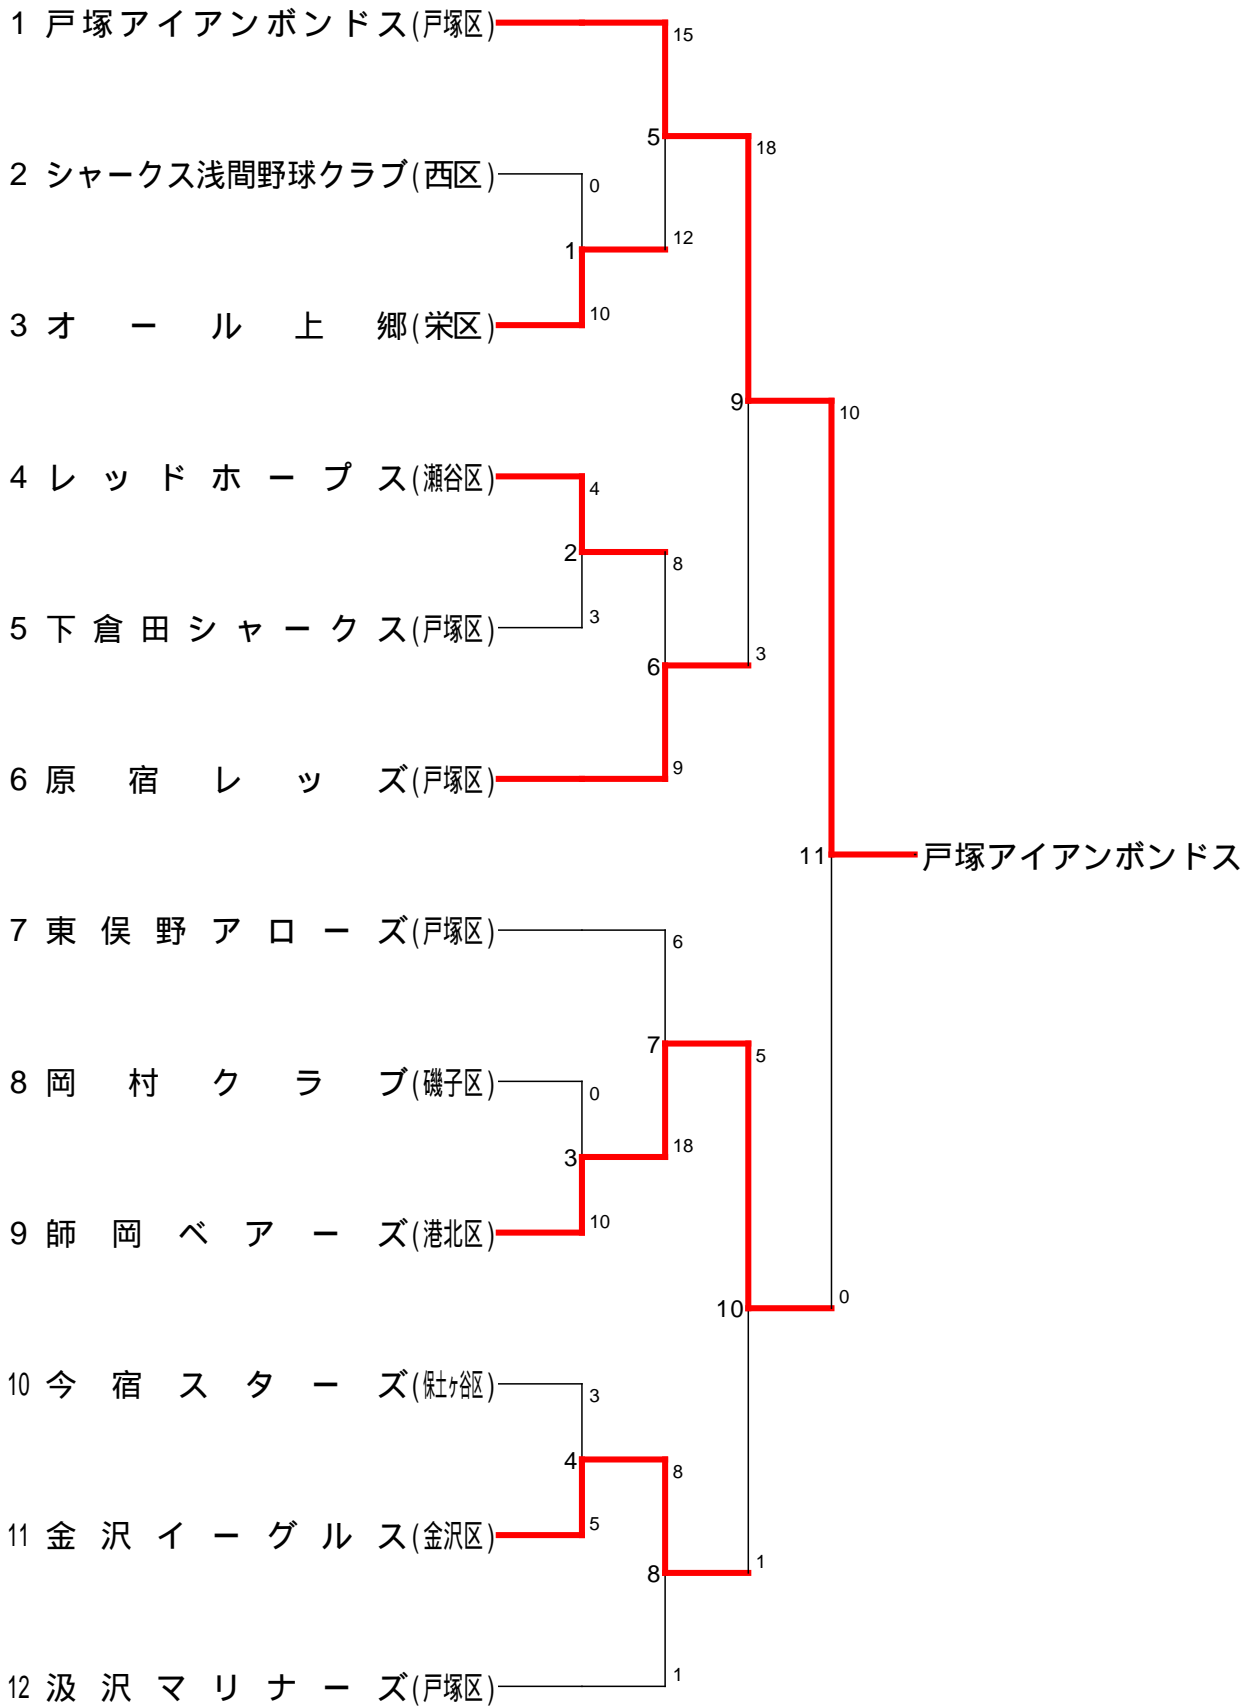 1 戸塚アイアンボンドス(戸塚区)
15
5
18
2 シャークス浅間野球クラブ(西区)
0
12
1
3 オール上郷(栄区)
10
9
10
4 レッドホープス(瀬谷区)
4
2
8
5 下倉田シャークス(戸塚区)
3
6
3
6 原宿レッズ(戸塚区)
9
11
戸塚アイアンボンドス
7 東俣野アローズ(戸塚区)
6
7
5
8 岡村クラブ(磯子区)
0
18
3
9 師岡ベアーズ(港北区)
10
10
0
10 今宿スターズ(保土ヶ谷区)
3
4
8
11 金沢イーグルス(金沢区)
5
8
1
12 汲沢マリナーズ(戸塚区)
1